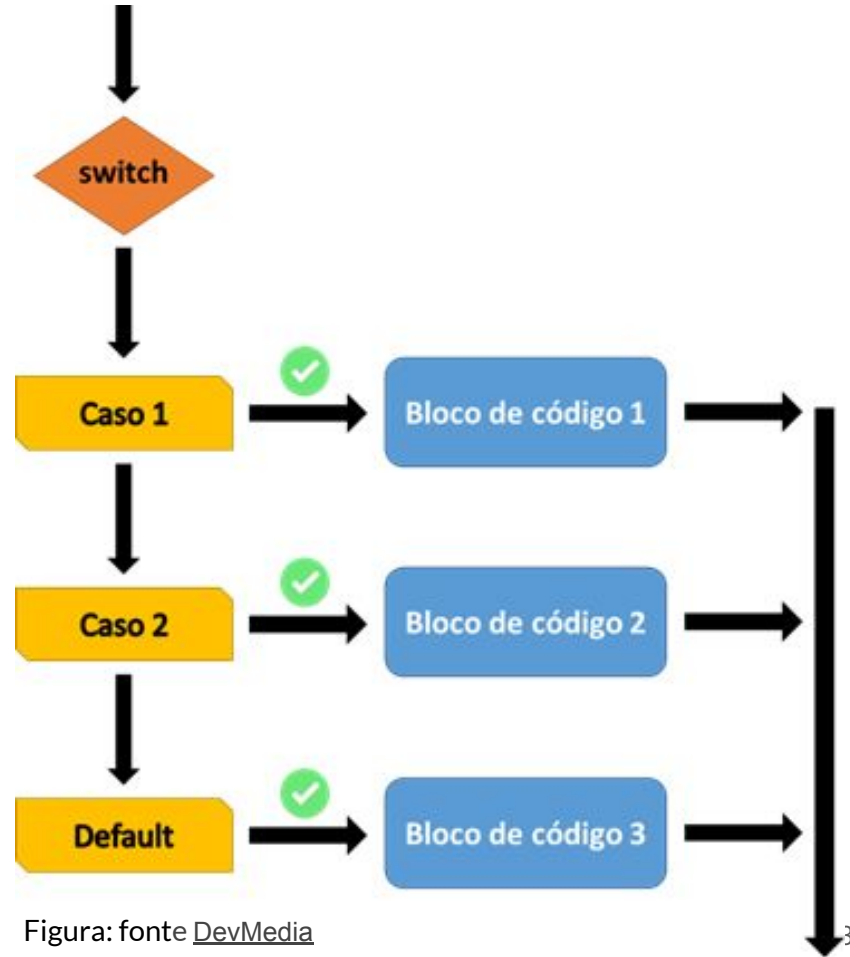 switch
Caso 1
Bloco de código 1
Caso 2
Bloco de código 2
Default
Bloco de código 3
Figura: fonte DevMedia